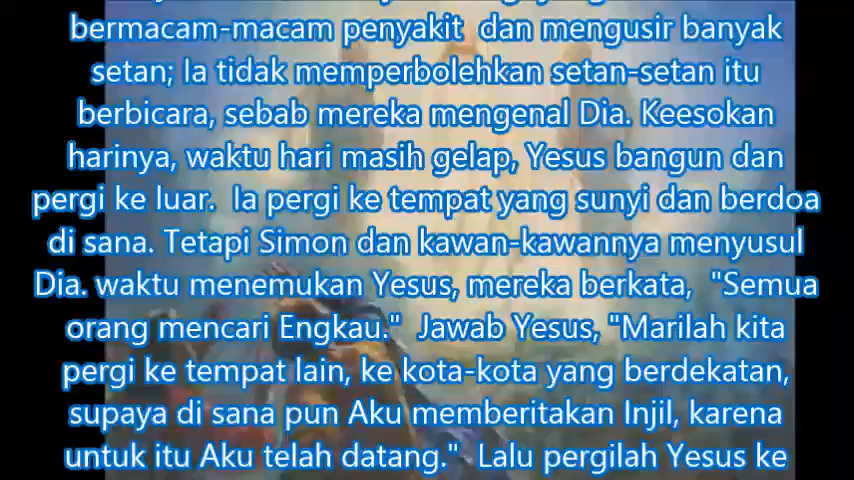 bermacam-macam penyakit dan mengusir banyak
setan; Ia tidak memperbolehkan setan-setan itu
berbicara, sebab mereka mengenal Dia. Keesokan
harinya, waktu hari masih gelap, Yesus bangun dan
pergi ke luar. Ia pergi ke tempat yang sunyi dan berdoa
di sana. Tetapi Simon dan kawan-kawannya menyusul
Dia. waktu menemukan Yesus, mereka berkata, "Semua
orang mencari Engkau." Jawab Yesus, "Marilah kita
pergi ke tempat lain, ke kota-kota yang berdekatan,
supaya di sana pun Aku memberitakan Injil, karena
untuk itu Aku telah datang." Lalu pergilah Yesus ke